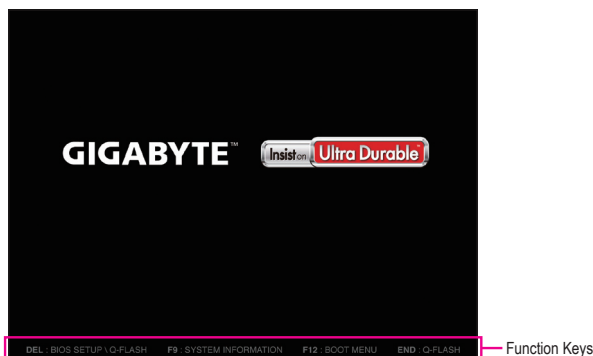 GIGABYTE™
Insist on Ultra Durable™
DEL : BIOS SETUP \ Q-FLASH F9 : SYSTEM INFORMATION F12 : BOOT MENU END : Q-FLASH
Function Keys